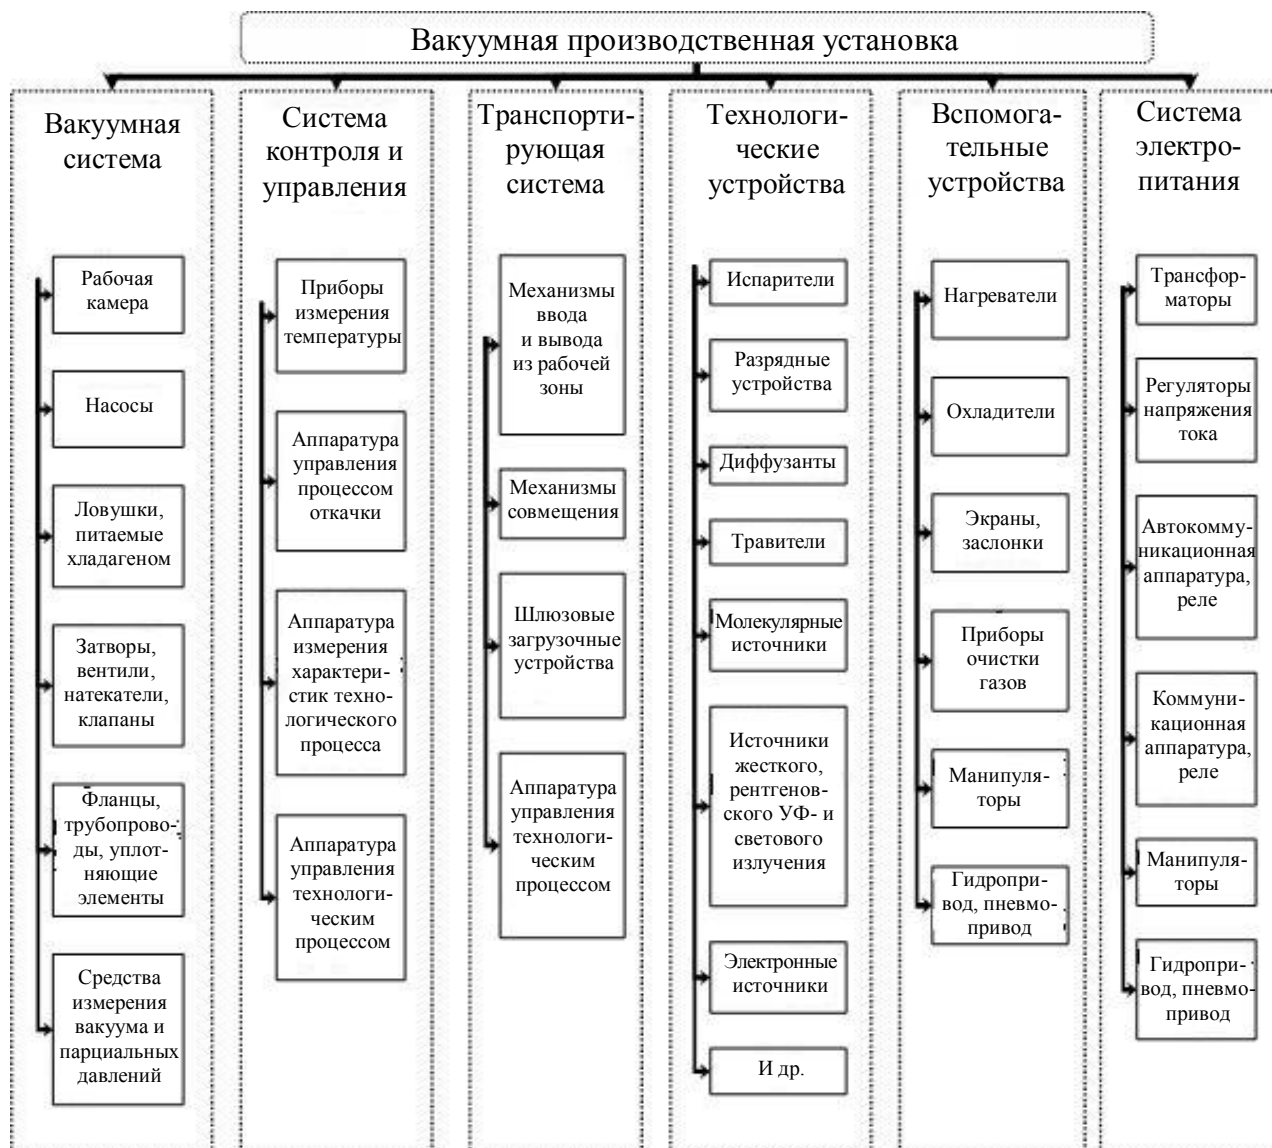 Вакуумная производственная установка
Вакуумная
система
Рабочая
камера
Насосы
Ловушки,
питаемые
хладагеном
Затворы,
вентили,
натекатели,
клапаны
Фланцы,
трубопрово-
ды, уплот-
няющие
элементы
Средства
измерения
вакуума и
парциальных
давлений
Система
контроля и
управления
Приборы
измерения
температуры
Аппаратура
управления
процессом
откачки
Аппаратура
измерения
характери-
стик техно-
логического
процесса
Аппаратура
управления
технологи-
ческим
процессом
Транспорти-
рующая
система
Механизмы
ввода
и вывода
из рабочей
зоны
Механизмы
совмещения
Шлюзовые
загрузочные
устройства
Аппаратура
управления
технологи-
ческим
процессом
Технологи-
ческие
устройства
Испарители
Разрядные
устройства
Диффузанты
Травители
Молекулярные
источники
Источники
жесткого,
рентгенов-
ского УФ- и
светового
излучения
Электронные
источники
И др.
Вспомога-
тельные
устройства
Нагреватели
Охладители
Экраны,
заслонки
Приборы
очистки
газов
Манипуля-
торы
Гидропри-
вод, пневмо-
привод
Система
электро-
питания
Трансфор-
маторы
Регуляторы
напряжения
тока
Автокомму-
никационная
аппаратура,
реле
Коммуни-
кационная
аппаратура,
реле
Манипуля-
торы
Гидропри-
вод, пневмо-
привод